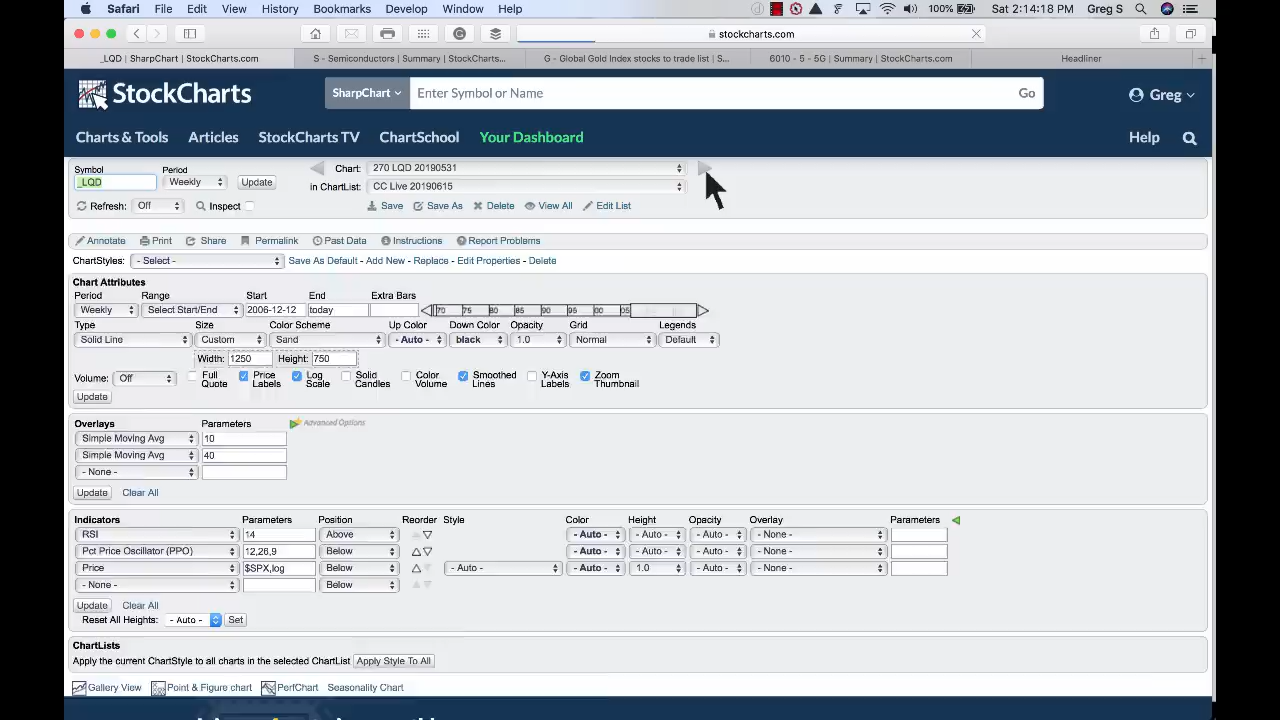 Safari File Edit View History Bookmarks Develop Window Help 100% Sat 2:14:18 PM Greg S
stockcharts.com
_LQD | SharpChart | StockCharts.com S - Semiconductors | Summary | StockCharts... G - Global Gold Index stocks to trade list | S... 6010 - 5 - 5G | Summary | StockCharts.com Headliner
StockCharts SharpChart Enter Symbol or Name Go Greg
Charts & Tools Articles StockCharts TV ChartSchool Your Dashboard Help
Symbol Period Chart: 270 LQD 20190531
_LQD Weekly Update in ChartList: CC Live 20190615
Refresh: Off Inspect Save Save As Delete View All Edit List
Annotate Print Share Permalink Past Data Instructions Report Problems
ChartStyles: - Select - Save As Default - Add New - Replace - Edit Properties - Delete
Chart Attributes
Period Range Start End Extra Bars
Weekly Select Start/End 2006-12-12 today 70 75 80 85 90 95 00 05
Type Size Color Scheme Up Color Down Color Opacity Grid Legends
Solid Line Custom Sand - Auto - black 1.0 Normal Default
Width: 1250 Height: 750
Volume: Off Full Quote Price Labels Log Scale Solid Candles Color Volume Smoothed Lines Y-Axis Labels Zoom Thumbnail
Update
Overlays Parameters Advanced Options
Simple Moving Avg 10
Simple Moving Avg 40
- None -
Update Clear All
Indicators Parameters Position Reorder Style Color Height Opacity Overlay Parameters
RSI 14 Above - Auto - - Auto - - Auto - - None -
Pct Price Oscillator (PPO) 12,26,9 Below - Auto - - Auto - - Auto - - None -
Price $SPX,log Below - Auto - - Auto - 1.0 - Auto - - None -
- None - Below
Update Clear All
Reset All Heights: - Auto - Set
ChartLists
Apply the current ChartStyle to all charts in the selected ChartList Apply Style To All
Gallery View Point & Figure chart PerfChart Seasonality Chart